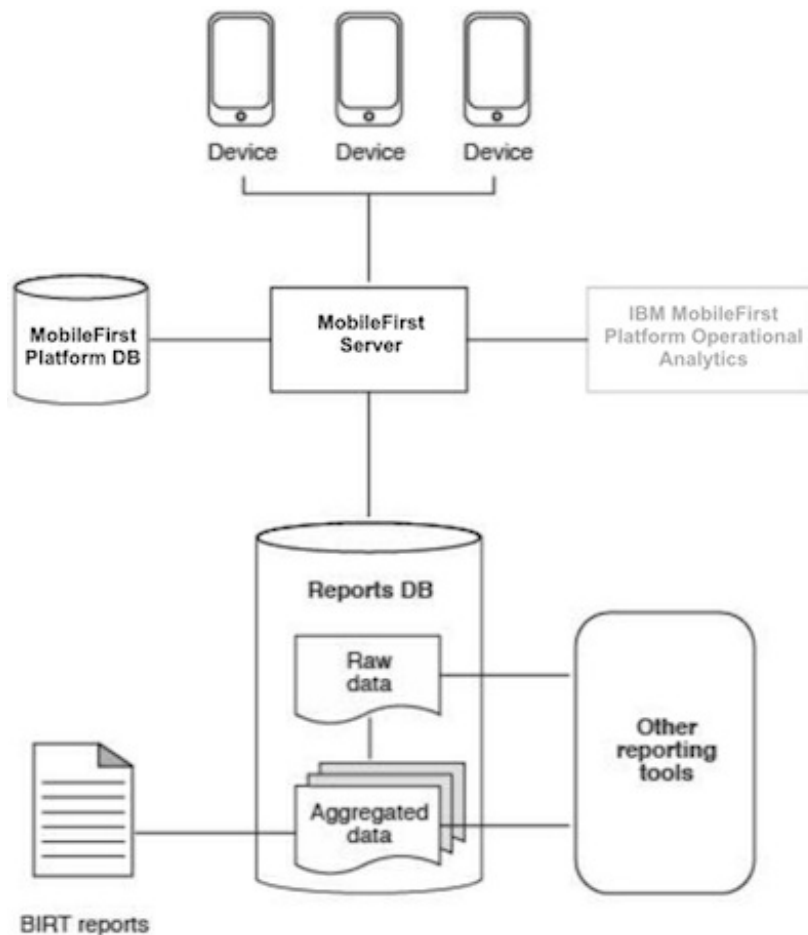 Device
Device
Device
MobileFirst
Platform DB
MobileFirst
Server
IBM MobileFirst
Platform Operational
Analytics
Reports DB
Raw
data
Aggregated
data
Other
reporting
tools
BIRT reports